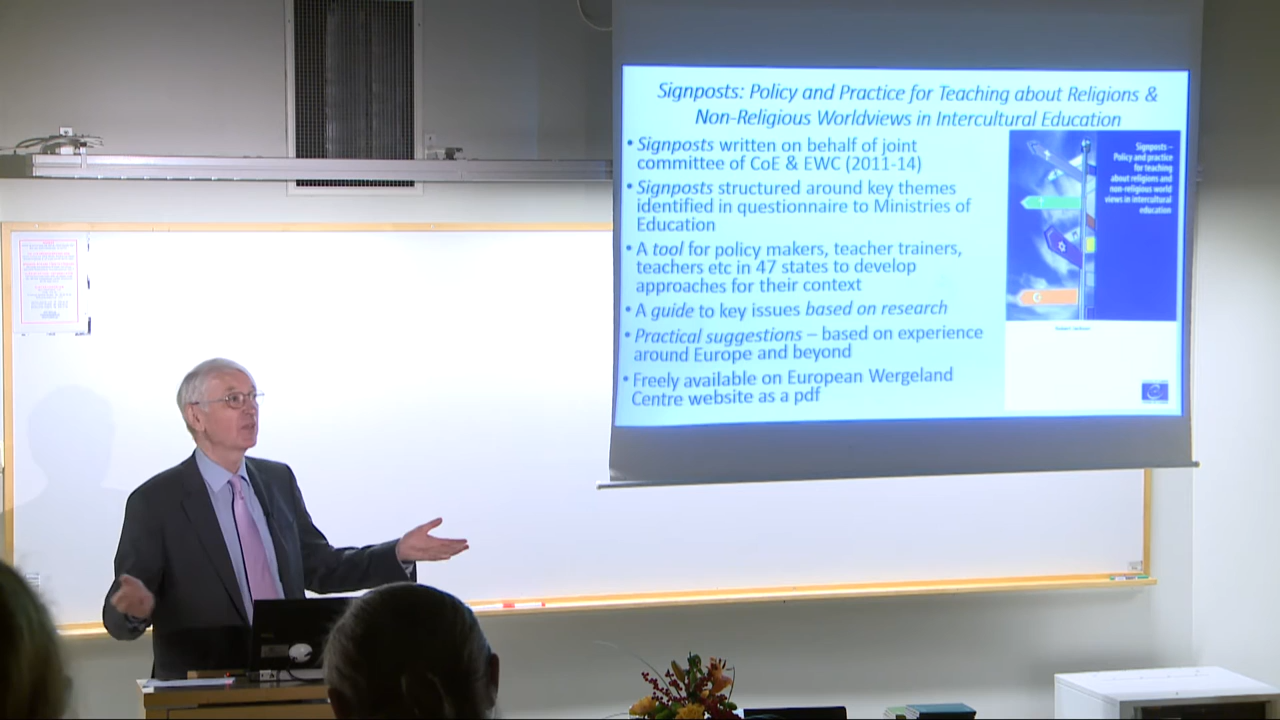 Signposts: Policy and Practice for Teaching about Religions &
Non-Religious Worldviews in Intercultural Education
• Signposts written on behalf of joint
committee of CoE & EWC (2011-14)
• Signposts structured around key themes
identified in questionnaire to Ministries of
Education
• A tool for policy makers, teacher trainers,
teachers etc in 47 states to develop
approaches for their context
• A guide to key issues based on research
• Practical suggestions – based on experience
around Europe and beyond
• Freely available on European Wergeland
Centre website as a pdf
Signposts –
Policy and practice
for teaching
about religions and
non-religious world
views in intercultural
education